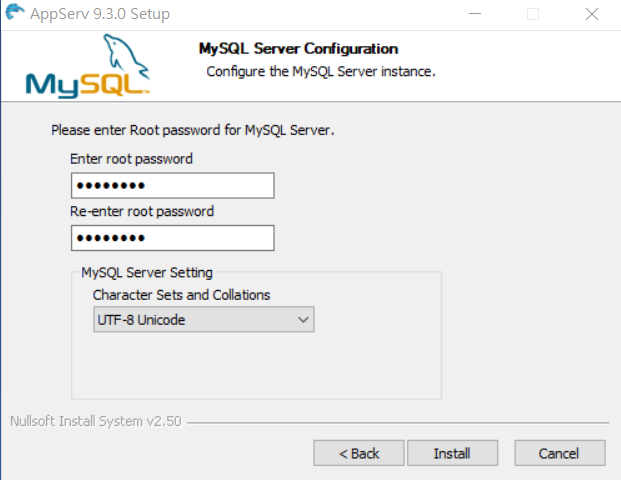 AppServ 9.3.0 Setup
MySQL Server Configuration
Configure the MySQL Server instance.
MySQL
Please enter Root password for MySQL Server.
Enter root password
●●●●●●●●
Re-enter root password
●●●●●●●●
MySQL Server Setting
Character Sets and Collations
UTF-8 Unicode
Nullsoft Install System v2.50
< Back Install Cancel